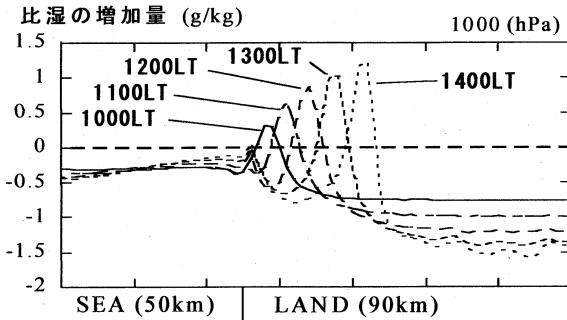 比湿の増加量 (g/kg)
1000 (hPa)
1.5
1
0.5
0
-0.5
-1
-1.5
-2
1300LT
1200LT
1100LT
1000LT
1400LT
SEA (50km)
LAND (90km)